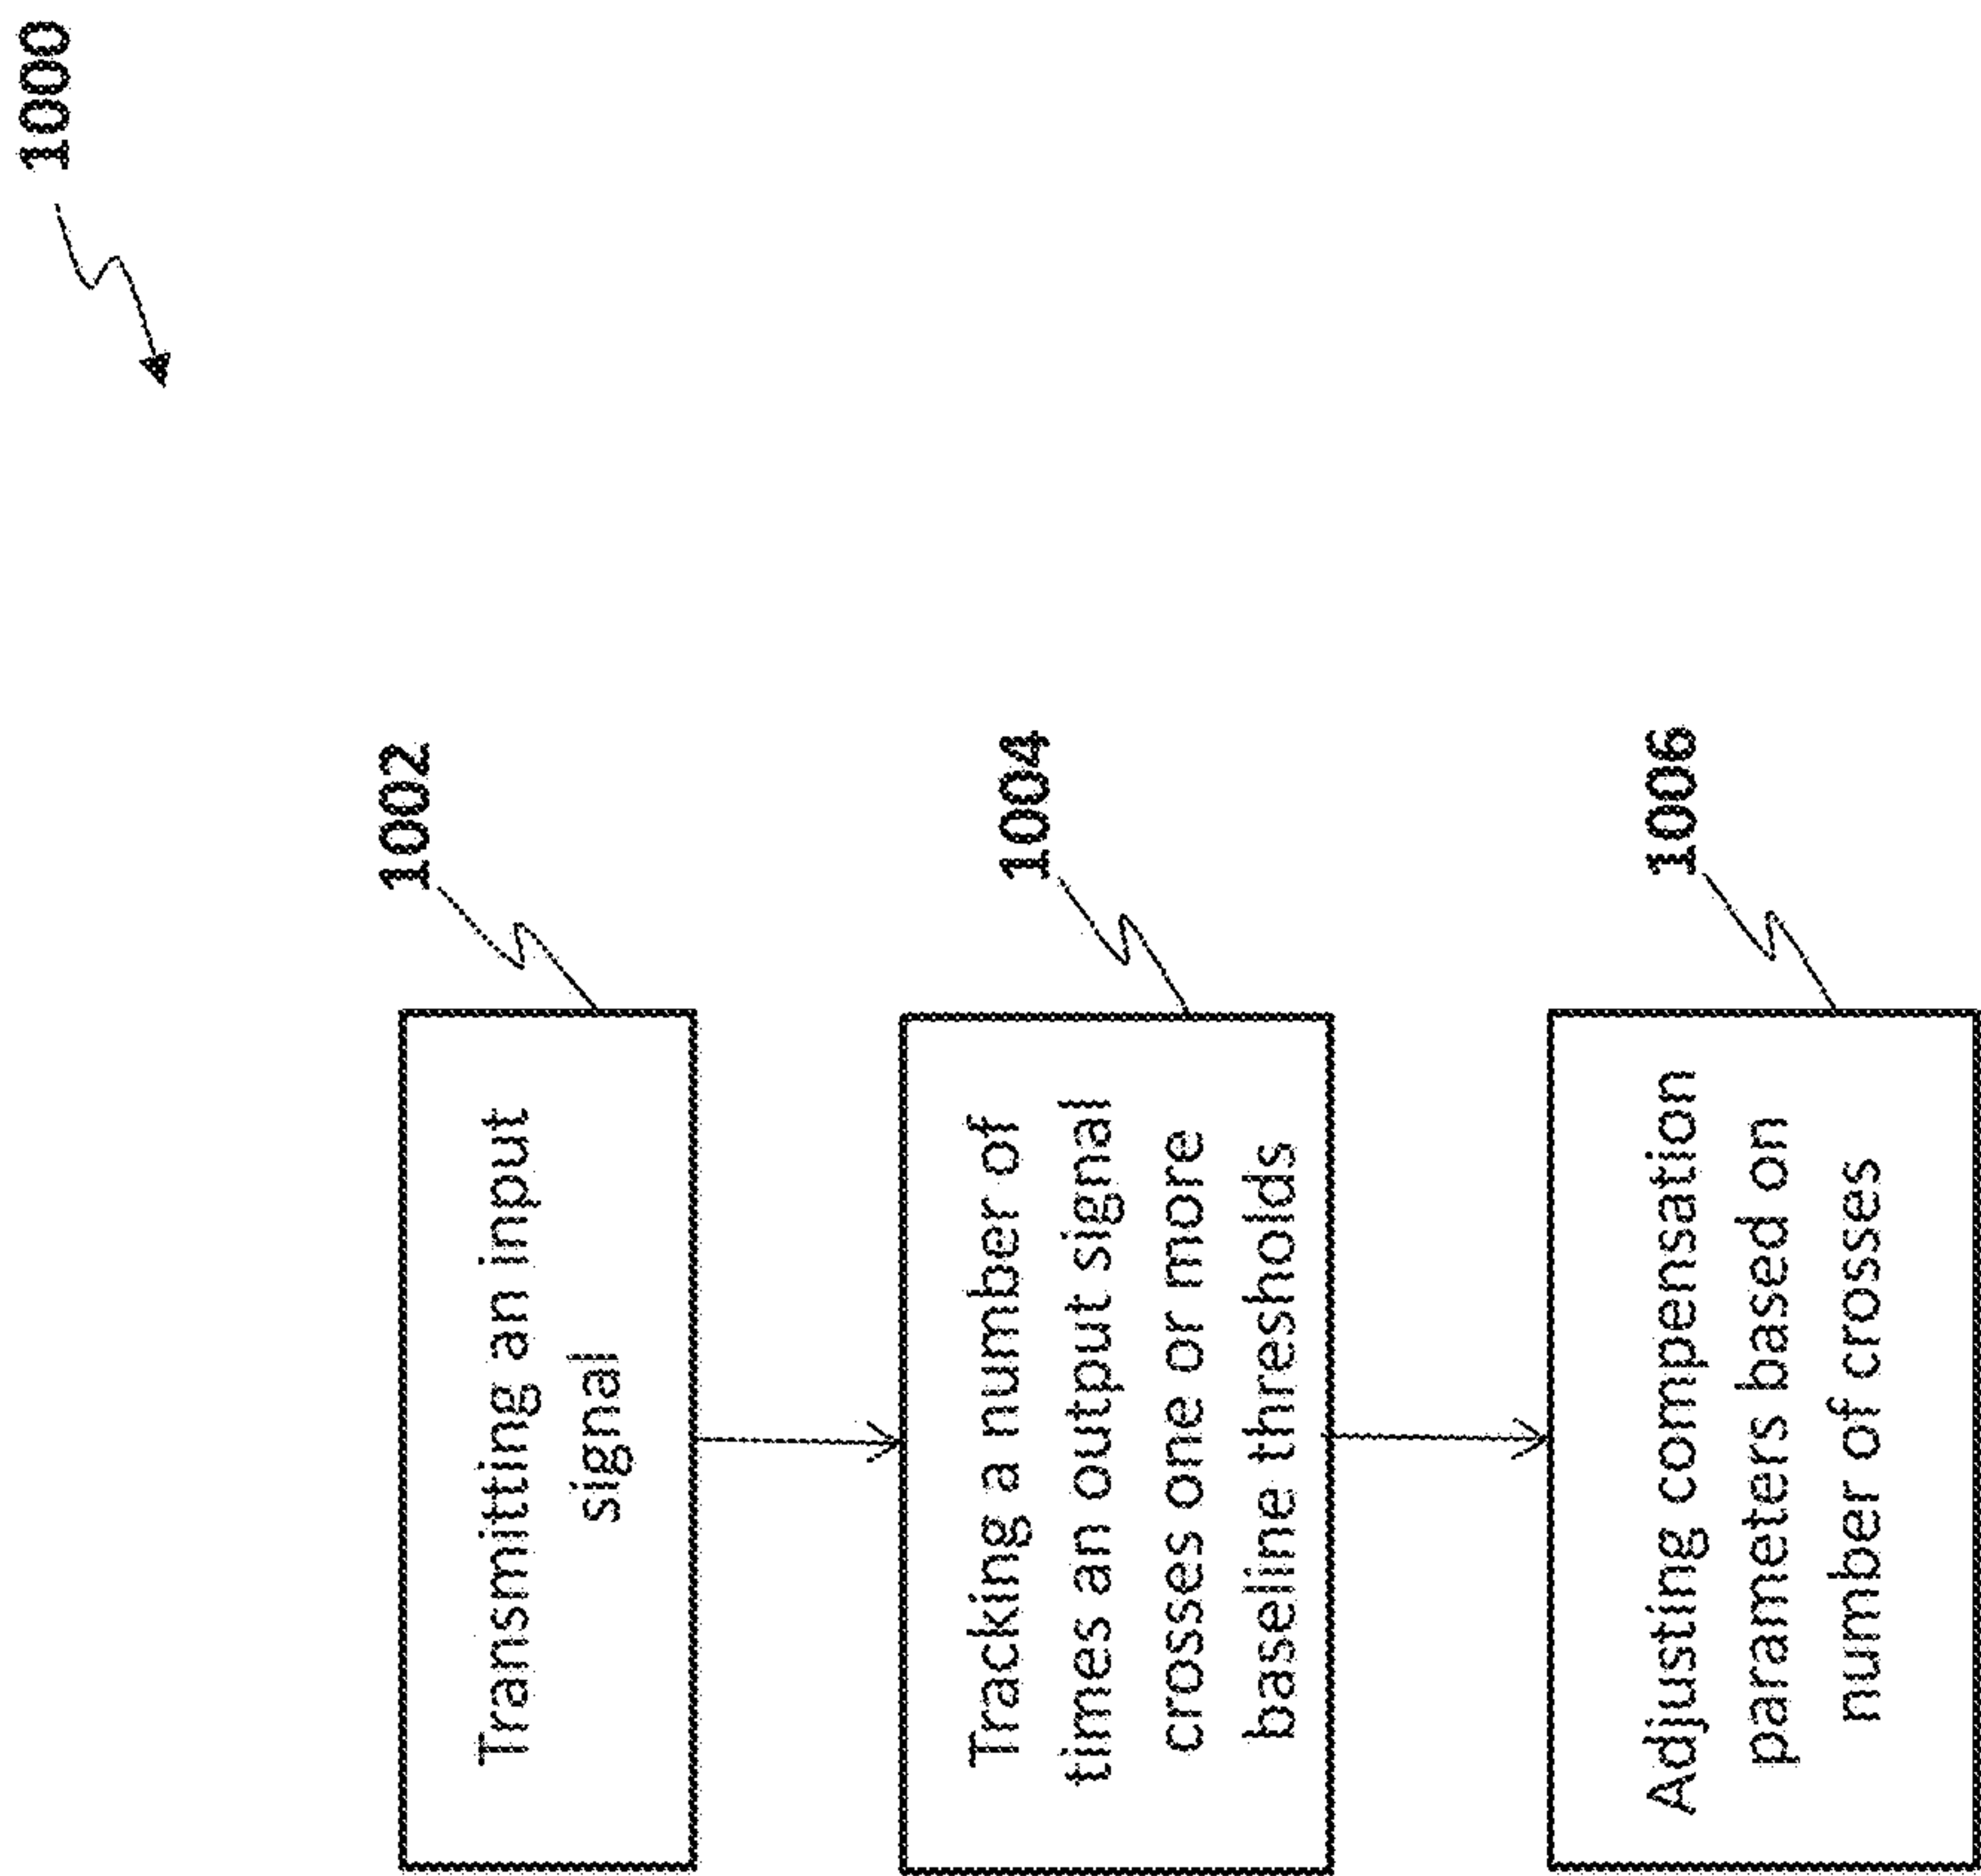 1000
1002
Transmitting an input
signal
1004
Tracking a number of
times an output signal
crosses one or more
baseline thresholds
1006
Adjusting compensation
parameters based on
number of crosses